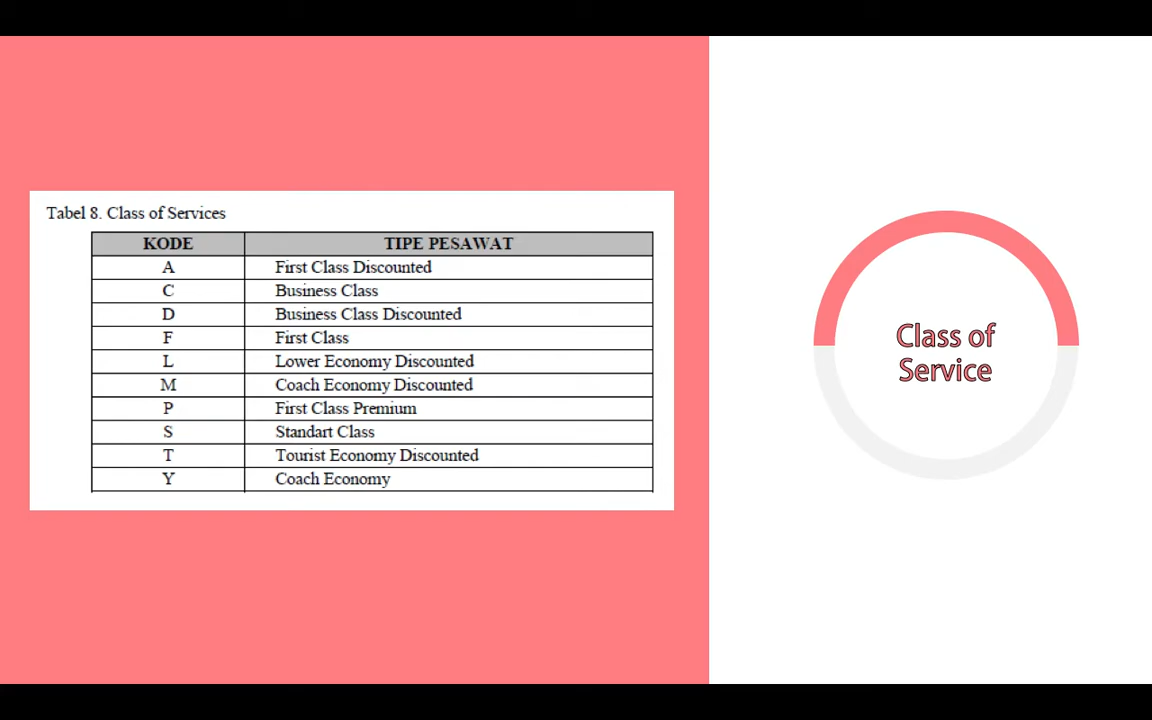 Tabel 8. Class of Services
KODE TIPE PESAWAT
A First Class Discounted
C Business Class
D Business Class Discounted
F First Class
L Lower Economy Discounted
M Coach Economy Discounted
P First Class Premium
S Standart Class
T Tourist Economy Discounted
Y Coach Economy
Class of
Service